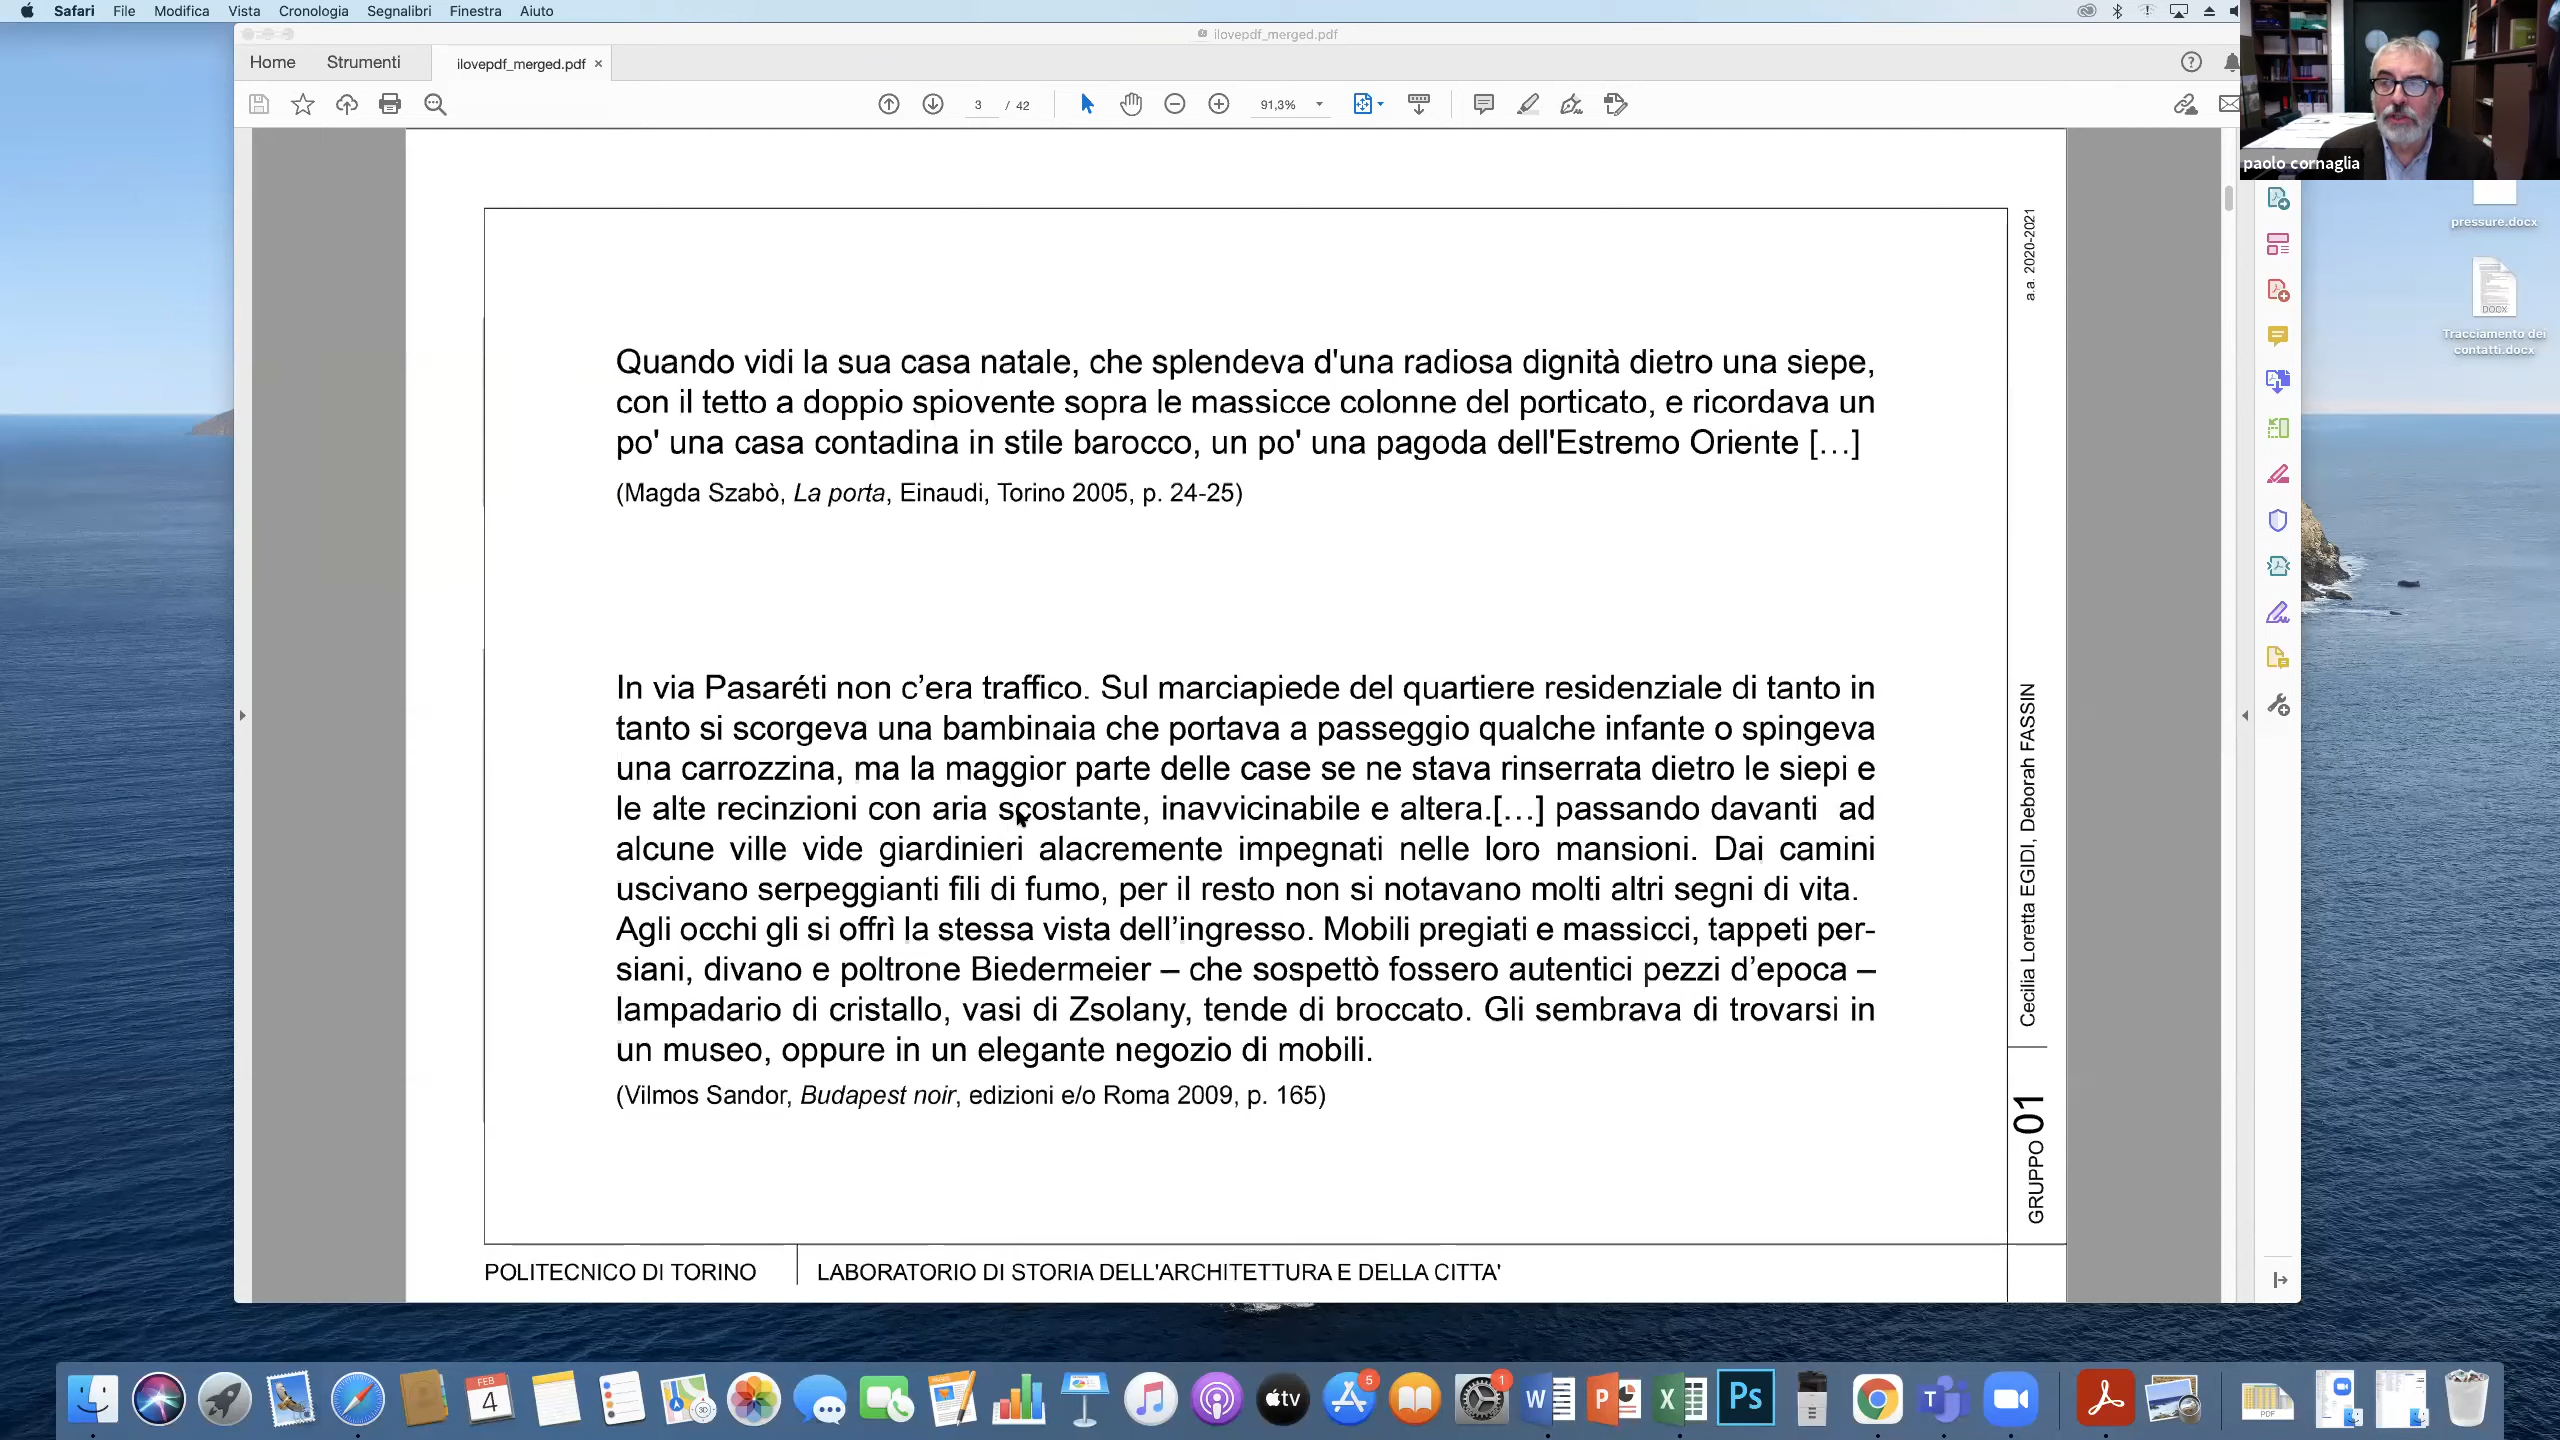 Safari File Modifica Vista Cronologia Segnalibri Finestra Aiuto
ilovepdf_merged.pdf
Home Strumenti ilovepdf_merged.pdf ×
3 / 42 91,3%
paolo cornaglia
pressure.docx
DOCX
Tracciamento dei
contatti.docx
a.a. 2020-2021
Quando vidi la sua casa natale, che splendeva d'una radiosa dignità dietro una siepe,
con il tetto a doppio spiovente sopra le massicce colonne del porticato, e ricordava un
po' una casa contadina in stile barocco, un po' una pagoda dell'Estremo Oriente […]
(Magda Szabò, La porta, Einaudi, Torino 2005, p. 24-25)
In via Pasaréti non c’era traffico. Sul marciapiede del quartiere residenziale di tanto in
tanto si scorgeva una bambinaia che portava a passeggio qualche infante o spingeva
una carrozzina, ma la maggior parte delle case se ne stava rinserrata dietro le siepi e
le alte recinzioni con aria scostante, inavvicinabile e altera.[…] passando davanti ad
alcune ville vide giardinieri alacremente impegnati nelle loro mansioni. Dai camini
uscivano serpeggianti fili di fumo, per il resto non si notavano molti altri segni di vita.
Agli occhi gli si offrì la stessa vista dell’ingresso. Mobili pregiati e massicci, tappeti per-
siani, divano e poltrone Biedermeier – che sospettò fossero autentici pezzi d’epoca –
lampadario di cristallo, vasi di Zsolany, tende di broccato. Gli sembrava di trovarsi in
un museo, oppure in un elegante negozio di mobili.
(Vilmos Sandor, Budapest noir, edizioni e/o Roma 2009, p. 165)
Cecilia Loretta EGIDI, Deborah FASSIN
GRUPPO 01
POLITECNICO DI TORINO
LABORATORIO DI STORIA DELL'ARCHITETTURA E DELLA CITTA'
FEB
4
PAGES
3D
tv
5
1
W P X Ps
T
PDF